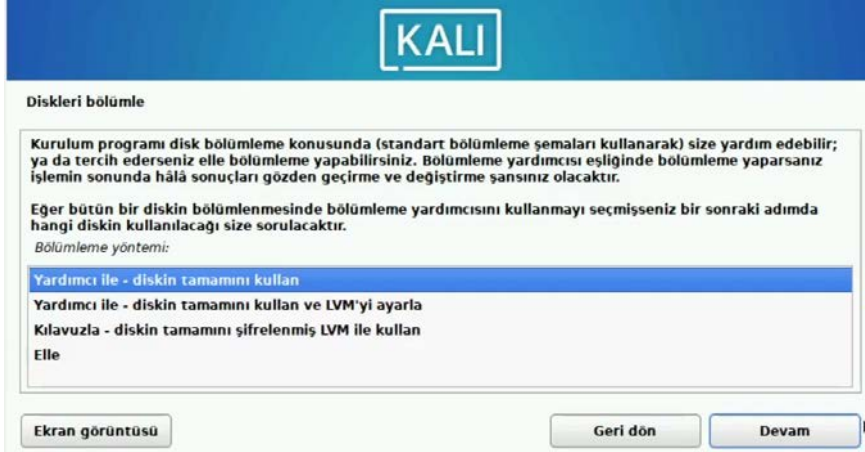 KALI
Diskleri bölümle
Kurulum programı disk bölümleme konusunda (standart bölümleme şemaları kullanarak) size yardım edebilir;
ya da tercih ederseniz elle bölümleme yapabilirsiniz. Bölümleme yardımcısı eşliğinde bölümleme yaparsanız
işlemin sonunda hâlâ sonuçları gözden geçirme ve değiştirme şansınız olacaktır.
Eğer bütün bir diskin bölümlenmesinde bölümleme yardımcısını kullanmayı seçmişseniz bir sonraki adımda
hangi diskin kullanılacağı size sorulacaktır.
Bölümleme yöntemi:
Yardımcı ile - diskin tamamını kullan
Yardımcı ile - diskin tamamını kullan ve LVM'yi ayarla
Kılavuzla - diskin tamamını şifrelenmiş LVM ile kullan
Elle
Ekran görüntüsü
Geri dön
Devam